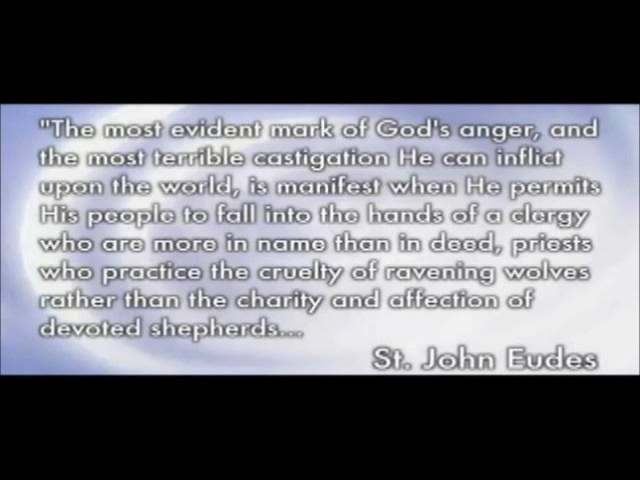 "The most evident mark of God's anger, and
the most terrible castigation He can inflict
upon the world, is manifest when He permits
His people to fall into the hands of a clergy
who are more in name than in deed, priests
who practice the cruelty of ravening wolves
rather than the charity and affection of
devoted shepherds...
St. John Eudes